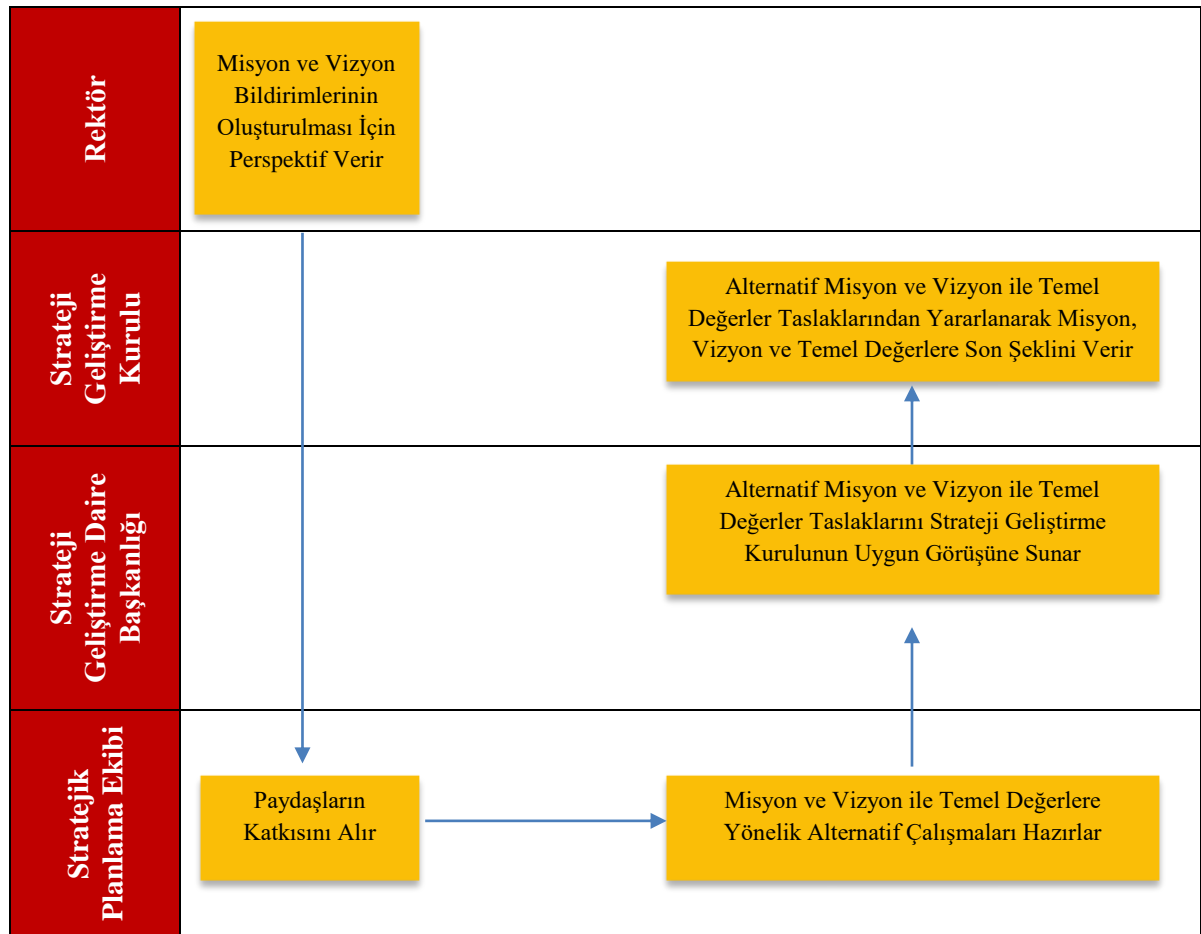 Rektör
Misyon ve Vizyon
Bildirimlerinin
Oluşturulması İçin
Perspektif Verir
Strateji
Geliştirme
Kurulu
Alternatif Misyon ve Vizyon ile Temel
Değerler Taslaklarından Yararlanarak Misyon,
Vizyon ve Temel Değerlere Son Şeklini Verir
Strateji
Geliştirme Daire
Başkanlığı
Alternatif Misyon ve Vizyon ile Temel
Değerler Taslaklarını Strateji Geliştirme
Kurulunun Uygun Görüşüne Sunar
Stratejik
Planlama Ekibi
Paydaşların
Katkısını Alır
Misyon ve Vizyon ile Temel Değerlere
Yönelik Alternatif Çalışmaları Hazırlar